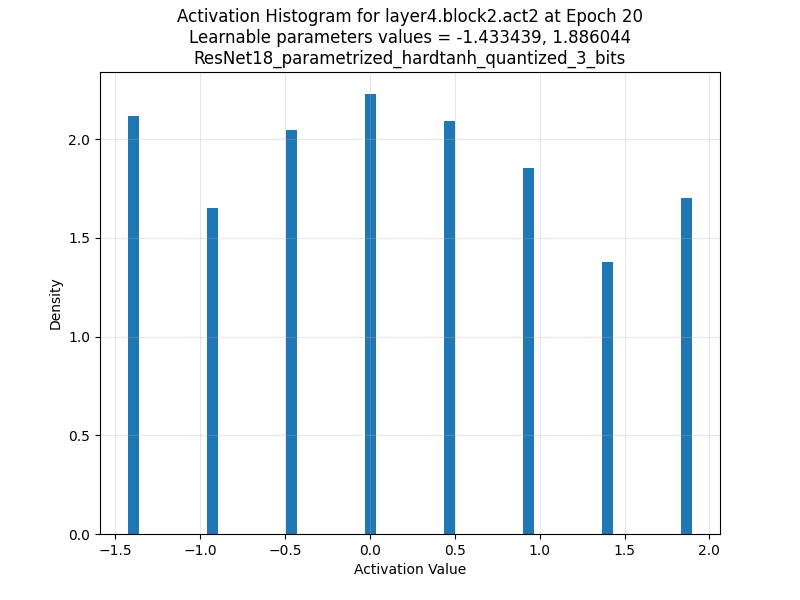 Activation Histogram for layer4.block2.act2 at Epoch 20
Learnable parameters values = -1.433439, 1.886044
ResNet18_parametrized_hardtanh_quantized_3_bits
2.0
1.5
1.0
0.5
0.0
Density
−1.5 −1.0 −0.5 0.0 0.5 1.0 1.5 2.0
Activation Value